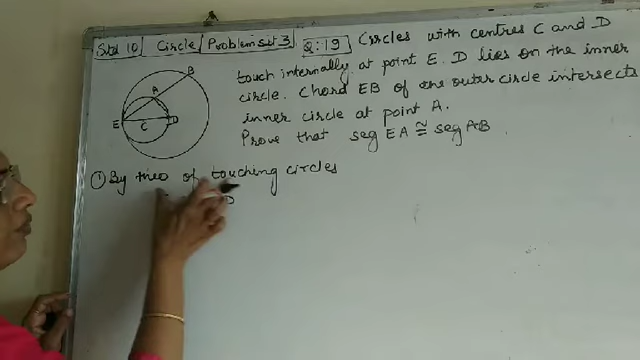 Std 10 Circle Problem set 3 Q:19 Circles with centres C and D
touch internally at point E. D lies on the inner
circle. Chord EB of the outer circle intersects
inner circle at point A.
Prove that seg EA ≅ seg AB.
B
A
E
C
D
① By theo of touching circles
D